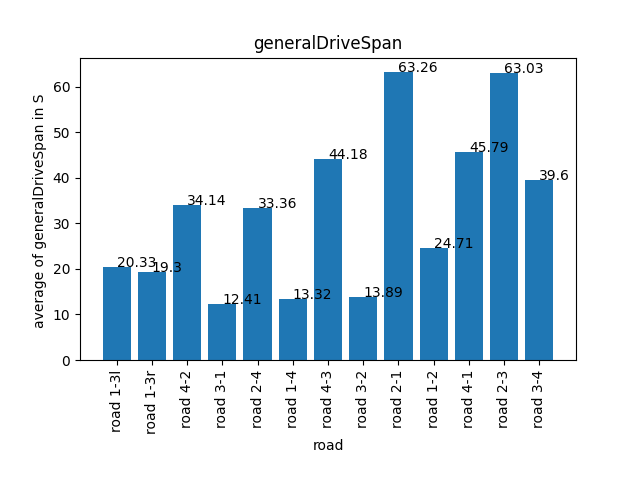 generalDriveSpan
average of generalDriveSpan in S
60
50
40
30
20
10
0
20.33
19.3
34.14
12.41
33.36
13.32
44.18
13.89
63.26
24.71
45.79
63.03
39.6
road 1-3l
road 1-3r
road 4-2
road 3-1
road 2-4
road 1-4
road 4-3
road 3-2
road 2-1
road 1-2
road 4-1
road 2-3
road 3-4
road